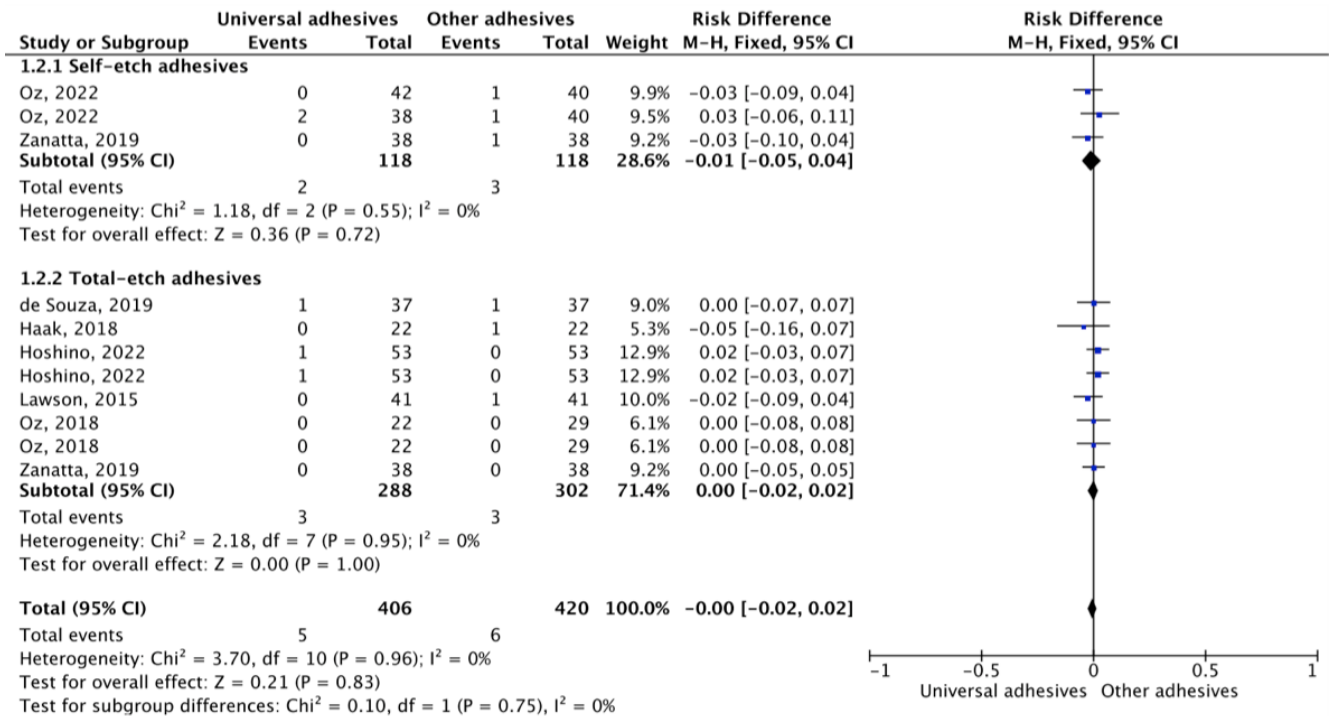 Universal adhesives Other adhesives Risk Difference Risk Difference
Study or Subgroup Events Total Events Total Weight M-H, Fixed, 95% CI M-H, Fixed, 95% CI
1.2.1 Self-etch adhesives
Oz, 2022 0 42 1 40 9.9% -0.03 [-0.09, 0.04]
Oz, 2022 2 38 1 40 9.5% 0.03 [-0.06, 0.11]
Zanatta, 2019 0 38 1 38 9.2% -0.03 [-0.10, 0.04]
Subtotal (95% CI) 118 118 28.6% -0.01 [-0.05, 0.04]
Total events 2 3
Heterogeneity: Chi² = 1.18, df = 2 (P = 0.55); I² = 0%
Test for overall effect: Z = 0.36 (P = 0.72)
1.2.2 Total-etch adhesives
de Souza, 2019 1 37 1 37 9.0% 0.00 [-0.07, 0.07]
Haak, 2018 0 22 1 22 5.3% -0.05 [-0.16, 0.07]
Hoshino, 2022 1 53 0 53 12.9% 0.02 [-0.03, 0.07]
Hoshino, 2022 1 53 0 53 12.9% 0.02 [-0.03, 0.07]
Lawson, 2015 0 41 1 41 10.0% -0.02 [-0.09, 0.04]
Oz, 2018 0 22 0 29 6.1% 0.00 [-0.08, 0.08]
Oz, 2018 0 22 0 29 6.1% 0.00 [-0.08, 0.08]
Zanatta, 2019 0 38 0 38 9.2% 0.00 [-0.05, 0.05]
Subtotal (95% CI) 288 302 71.4% 0.00 [-0.02, 0.02]
Total events 3 3
Heterogeneity: Chi² = 2.18, df = 7 (P = 0.95); I² = 0%
Test for overall effect: Z = 0.00 (P = 1.00)
Total (95% CI) 406 420 100.0% -0.00 [-0.02, 0.02]
Total events 5 6
Heterogeneity: Chi² = 3.70, df = 10 (P = 0.96); I² = 0%
Test for overall effect: Z = 0.21 (P = 0.83)
Test for subgroup differences: Chi² = 0.10, df = 1 (P = 0.75), I² = 0%
-1 -0.5 0 0.5 1
Universal adhesives Other adhesives